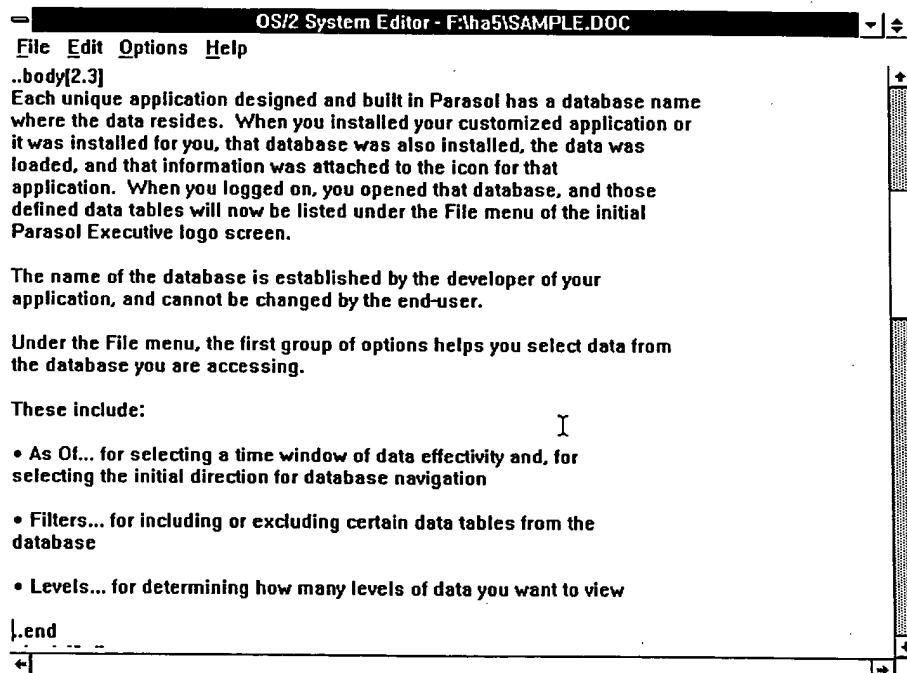 OS/2 System Editor - F:\ha5\SAMPLE.DOC
File Edit Options Help
..body[2.3]
Each unique application designed and built in Parasol has a database name
where the data resides. When you installed your customized application or
it was installed for you, that database was also installed, the data was
loaded, and that information was attached to the icon for that
application. When you logged on, you opened that database, and those
defined data tables will now be listed under the File menu of the initial
Parasol Executive logo screen.
The name of the database is established by the developer of your
application, and cannot be changed by the end-user.
Under the File menu, the first group of options helps you select data from
the database you are accessing.
These include:
• As Of... for selecting a time window of data effectivity and, for
selecting the initial direction for database navigation
• Filters... for including or excluding certain data tables from the
database
• Levels... for determining how many levels of data you want to view
..end